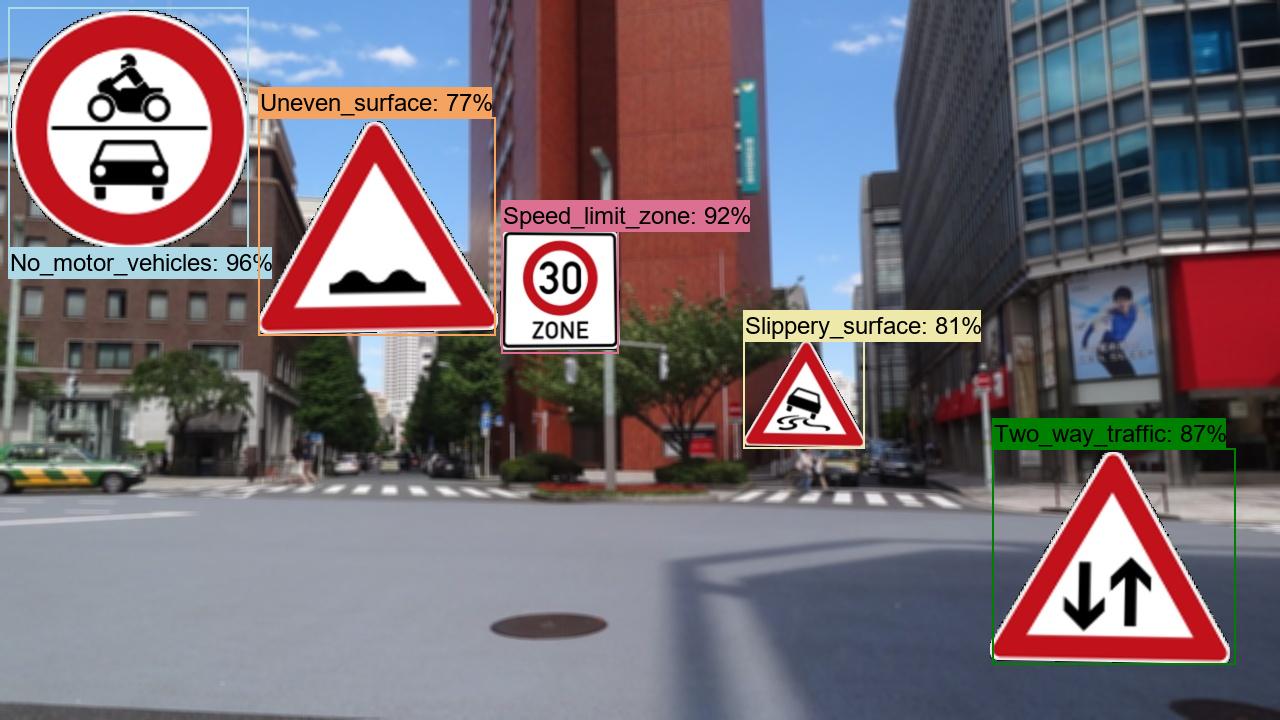 Uneven_surface: 77%
Speed_limit_zone: 92%
30
ZONE
No_motor_vehicles: 96%
Slippery_surface: 81%
Two_way_traffic: 87%